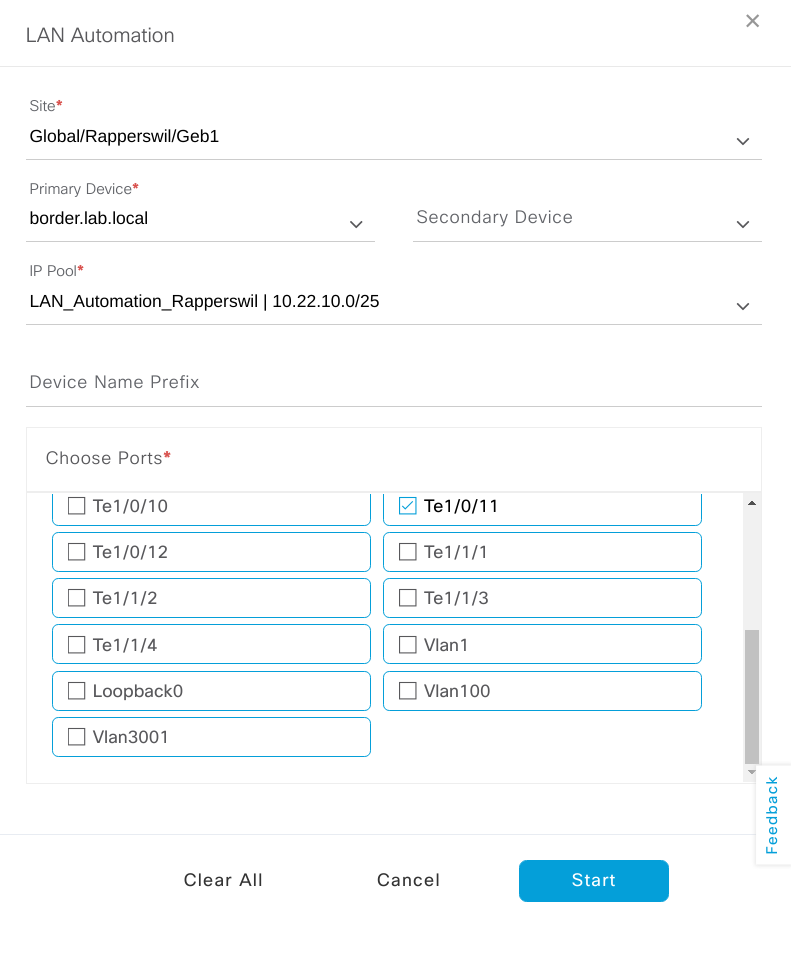 LAN Automation
Site*
Global/Rapperswil/Geb1
Primary Device*
border.lab.local
Secondary Device
IP Pool*
LAN_Automation_Rapperswil | 10.22.10.0/25
Device Name Prefix
Choose Ports*
Te1/0/10
Te1/0/11
Te1/0/12
Te1/1/1
Te1/1/2
Te1/1/3
Te1/1/4
Vlan1
Loopback0
Vlan100
Vlan3001
Feedback
Clear All
Cancel
Start